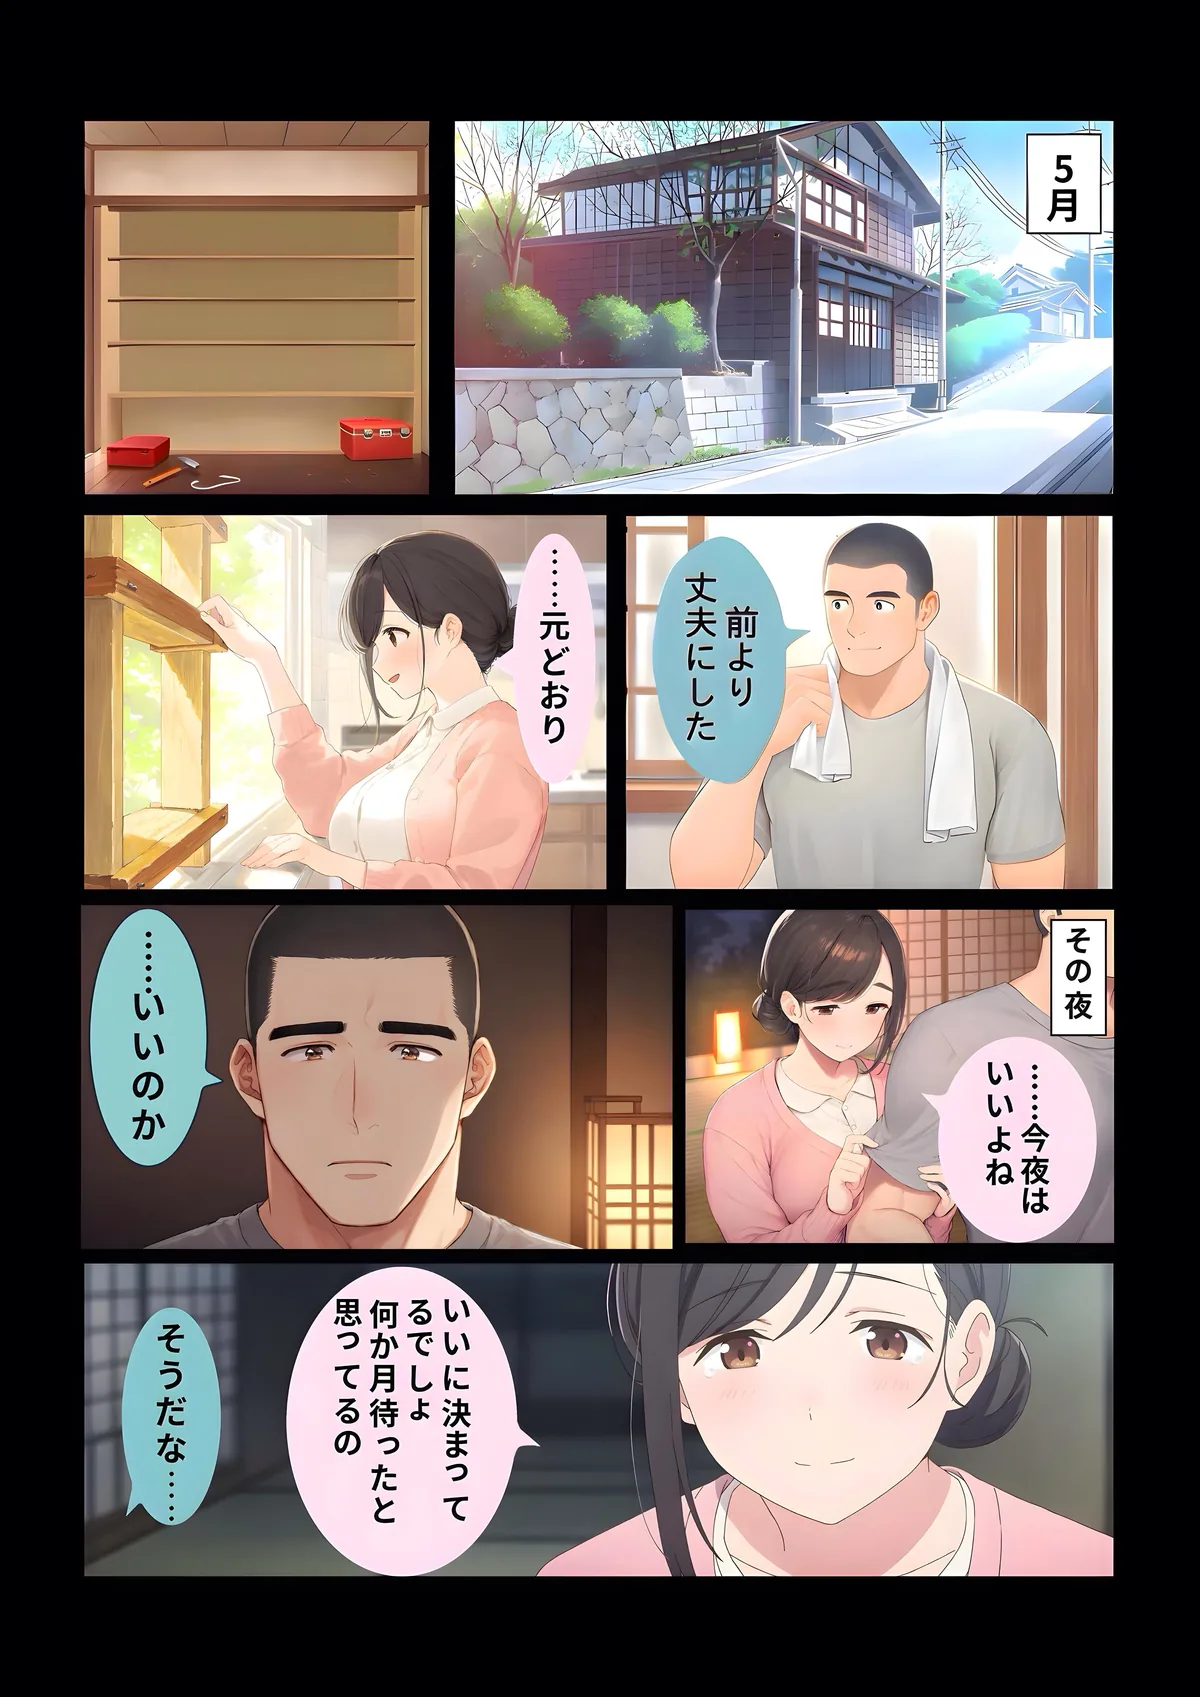 5月
前より
丈夫にした
……元どおり
その夜
……今夜は
いいよね
……いいのか
いいに決まって
るでしょ
何か月待ったと
思ってるの
そうだな……